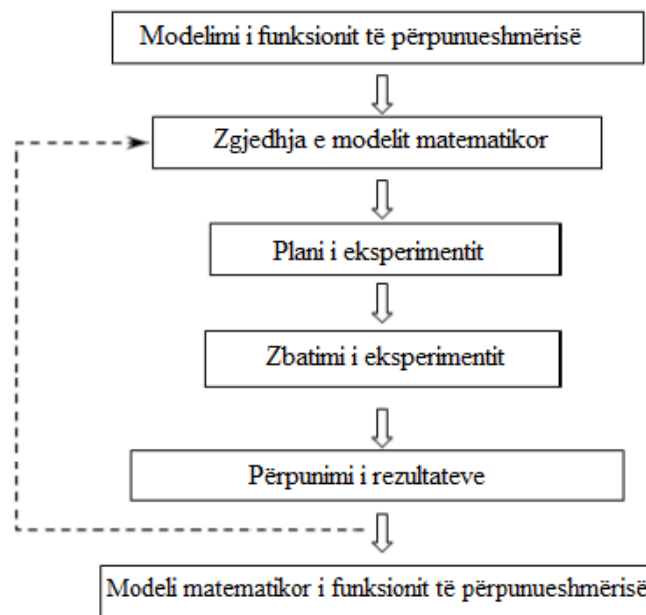 Modelimi i funksionit të përpunueshmërisë
Zgjedhja e modelit matematikor
Plani i eksperimentit
Zbatimi i eksperimentit
Përpunimi i rezultateve
Modeli matematikor i funksionit të përpunueshmërisë